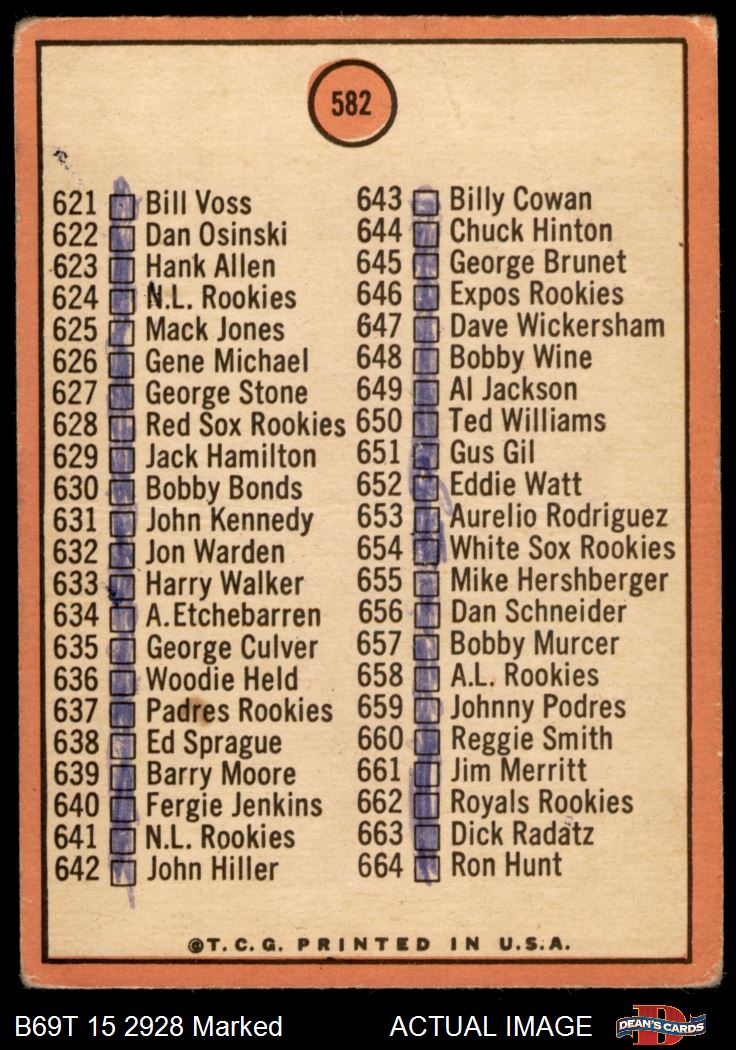 582
621 Bill Voss
622 Dan Osinski
623 Hank Allen
624 N.L. Rookies
625 Mack Jones
626 Gene Michael
627 George Stone
628 Red Sox Rookies
629 Jack Hamilton
630 Bobby Bonds
631 John Kennedy
632 Jon Warden
633 Harry Walker
634 A.Etchebarren
635 George Culver
636 Woodie Held
637 Padres Rookies
638 Ed Sprague
639 Barry Moore
640 Fergie Jenkins
641 N.L. Rookies
642 John Hiller
643 Billy Cowan
644 Chuck Hinton
645 George Brunet
646 Expos Rookies
647 Dave Wickersham
648 Bobby Wine
649 Al Jackson
650 Ted Williams
651 Gus Gil
652 Eddie Watt
653 Aurelio Rodriguez
654 White Sox Rookies
655 Mike Hershberger
656 Dan Schneider
657 Bobby Murcer
658 A.L. Rookies
659 Johnny Podres
660 Reggie Smith
661 Jim Merritt
662 Royals Rookies
663 Dick Radatz
664 Ron Hunt
©T.C.G. PRINTED IN U.S.A.
B69T 15 2928 Marked
ACTUAL IMAGE
D
DEAN'S CARDS